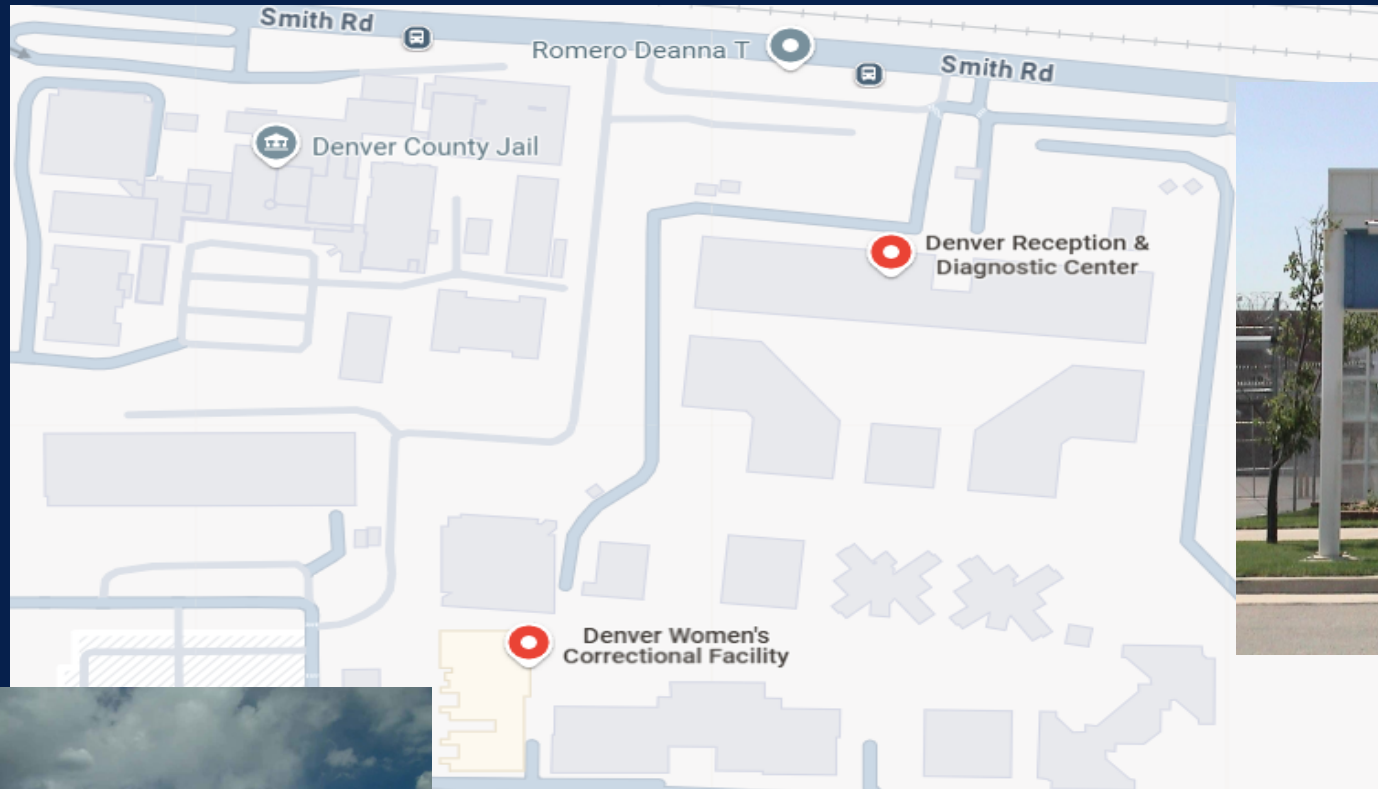 Smith Rd
Romero Deanna T
Smith Rd
Denver County Jail
Denver Reception &
Diagnostic Center
Denver Women's
Correctional Facility